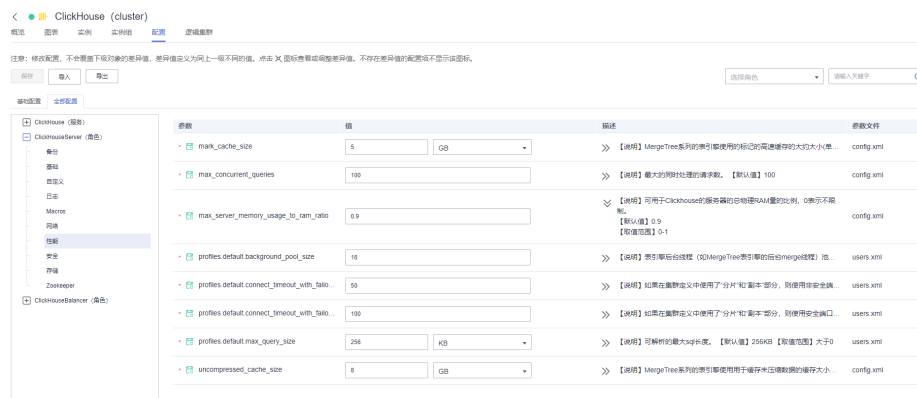 ClickHouse (cluster)
概览 图表 实例 实例组 配置 逻辑集群
注意：修改配置，不会覆盖下级对象的差异值，差异值定义为同上一级不同的值。点击 图标查看或调整差异值。不存在差异值的配置项不显示该图标。
保存 导入 导出 选择角色 请输入关键字
基础配置 全部配置
ClickHouse（服务）
ClickHouseServer（角色）
备份
基础
自定义
日志
Macros
网络
性能
安全
存储
Zookeeper
ClickHouseBalancer（角色）
参数 值 描述 参数文件
* mark_cache_size 5 GB 【说明】MergeTree系列的表引擎使用的标记的高速缓存的大约大小(单... config.xml
* max_concurrent_queries 100 【说明】最大的同时处理的请求数。 【默认值】100 config.xml
* max_server_memory_usage_to_ram_ratio 0.9 【说明】可用于Clickhouse的服务器的总物理RAM量的比例，0表示不限
制。
【默认值】0.9
【取值范围】0-1
config.xml
* profiles.default.background_pool_size 16 【说明】表引擎后台线程（如MergeTree表引擎的后台merge线程）池... users.xml
* profiles.default.connect_timeout_with_failo... 50 【说明】如果在集群定义中使用了“分片”和“副本”部分，则使用非安全端... users.xml
* profiles.default.connect_timeout_with_failo... 100 【说明】如果在集群定义中使用了“分片”和“副本”部分，则使用安全端口... users.xml
* profiles.default.max_query_size 256 KB 【说明】可解析的最大sql长度。 【默认值】256KB 【取值范围】大于0 users.xml
* uncompressed_cache_size 8 GB 【说明】MergeTree系列的表引擎使用用于缓存未压缩数据的缓存大小... config.xml